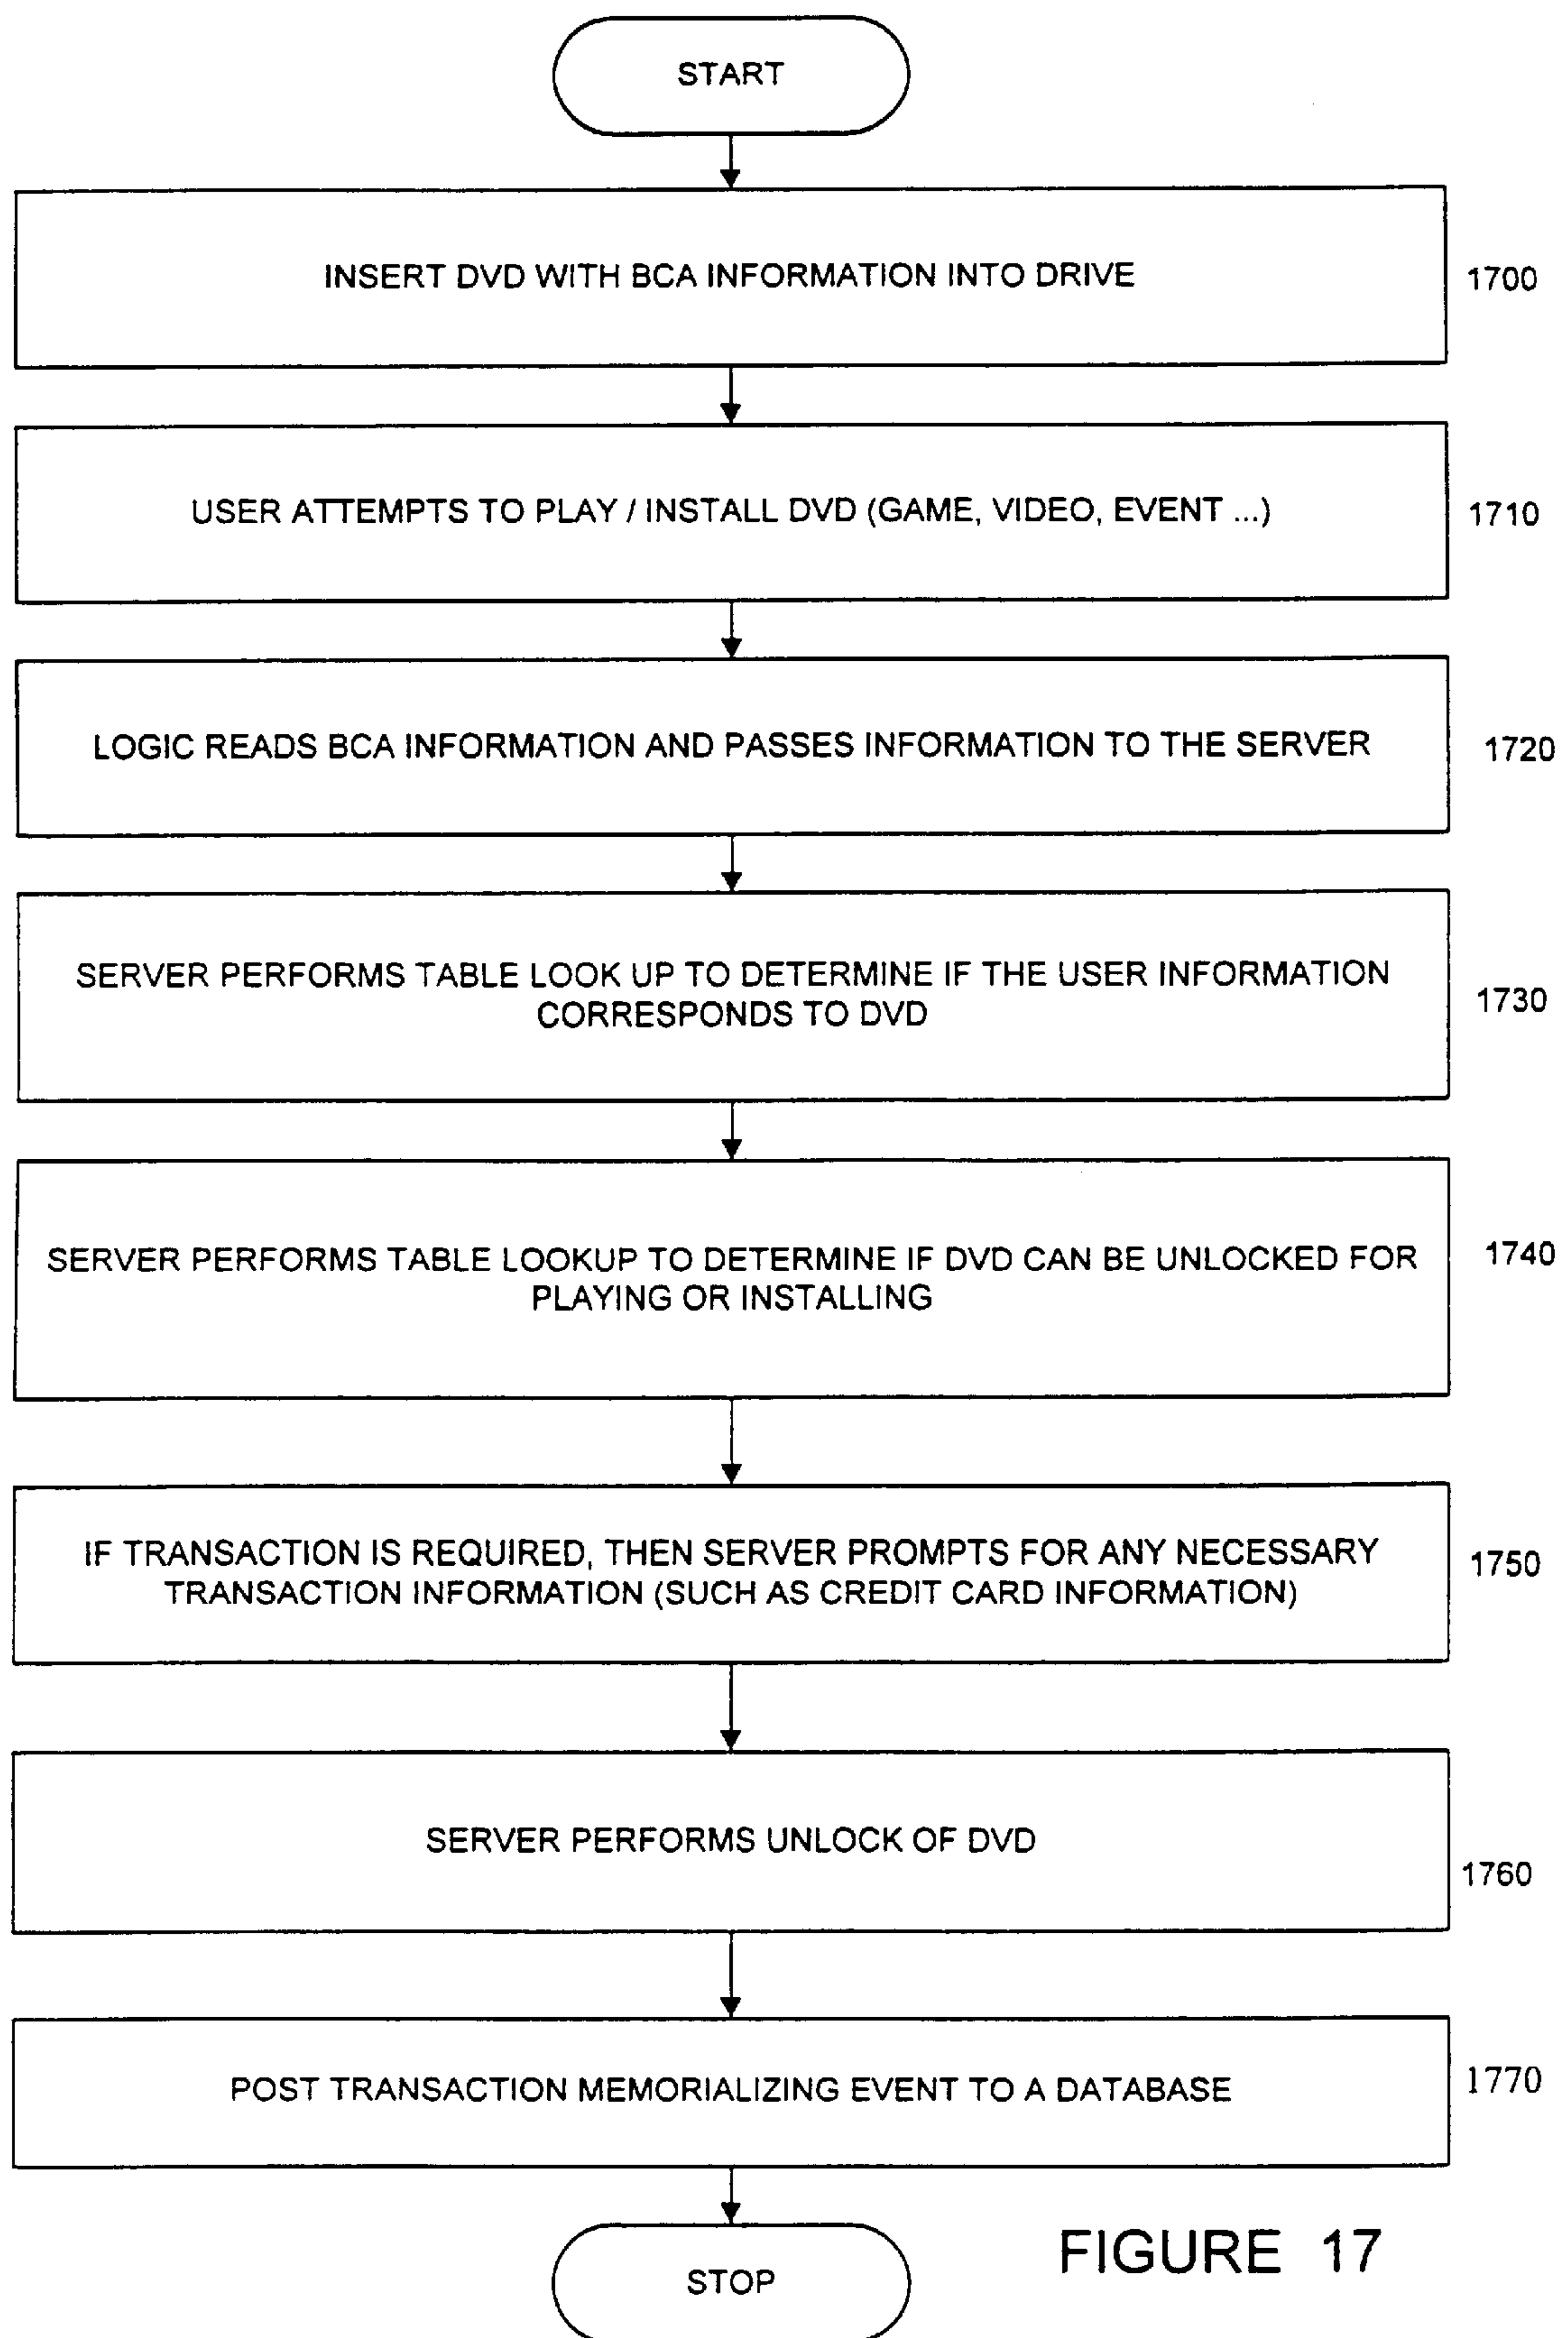 START
INSERT DVD WITH BCA INFORMATION INTO DRIVE
1700
USER ATTEMPTS TO PLAY / INSTALL DVD (GAME, VIDEO, EVENT ...)
1710
LOGIC READS BCA INFORMATION AND PASSES INFORMATION TO THE SERVER
1720
SERVER PERFORMS TABLE LOOK UP TO DETERMINE IF THE USER INFORMATION
CORRESPONDS TO DVD
1730
SERVER PERFORMS TABLE LOOKUP TO DETERMINE IF DVD CAN BE UNLOCKED FOR
PLAYING OR INSTALLING
1740
IF TRANSACTION IS REQUIRED, THEN SERVER PROMPTS FOR ANY NECESSARY
TRANSACTION INFORMATION (SUCH AS CREDIT CARD INFORMATION)
1750
SERVER PERFORMS UNLOCK OF DVD
1760
POST TRANSACTION MEMORIALIZING EVENT TO A DATABASE
1770
STOP
FIGURE 17